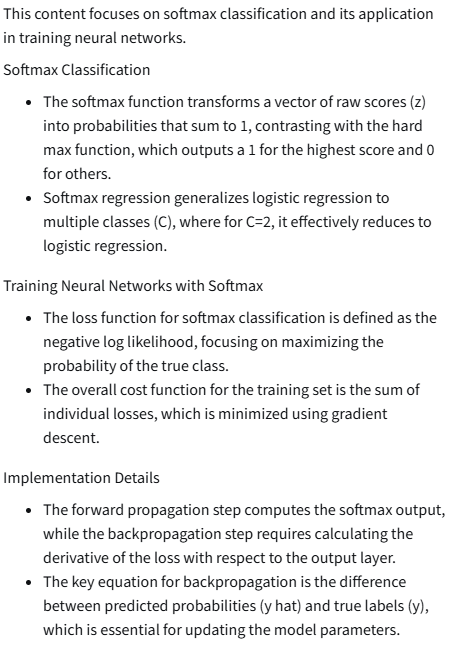 This content focuses on softmax classification and its application
in training neural networks.
Softmax Classification
• The softmax function transforms a vector of raw scores (z)
into probabilities that sum to 1, contrasting with the hard
max function, which outputs a 1 for the highest score and 0
for others.
• Softmax regression generalizes logistic regression to
multiple classes (C), where for C=2, it effectively reduces to
logistic regression.
Training Neural Networks with Softmax
• The loss function for softmax classification is defined as the
negative log likelihood, focusing on maximizing the
probability of the true class.
• The overall cost function for the training set is the sum of
individual losses, which is minimized using gradient
descent.
Implementation Details
• The forward propagation step computes the softmax output,
while the backpropagation step requires calculating the
derivative of the loss with respect to the output layer.
• The key equation for backpropagation is the difference
between predicted probabilities (y hat) and true labels (y),
which is essential for updating the model parameters.